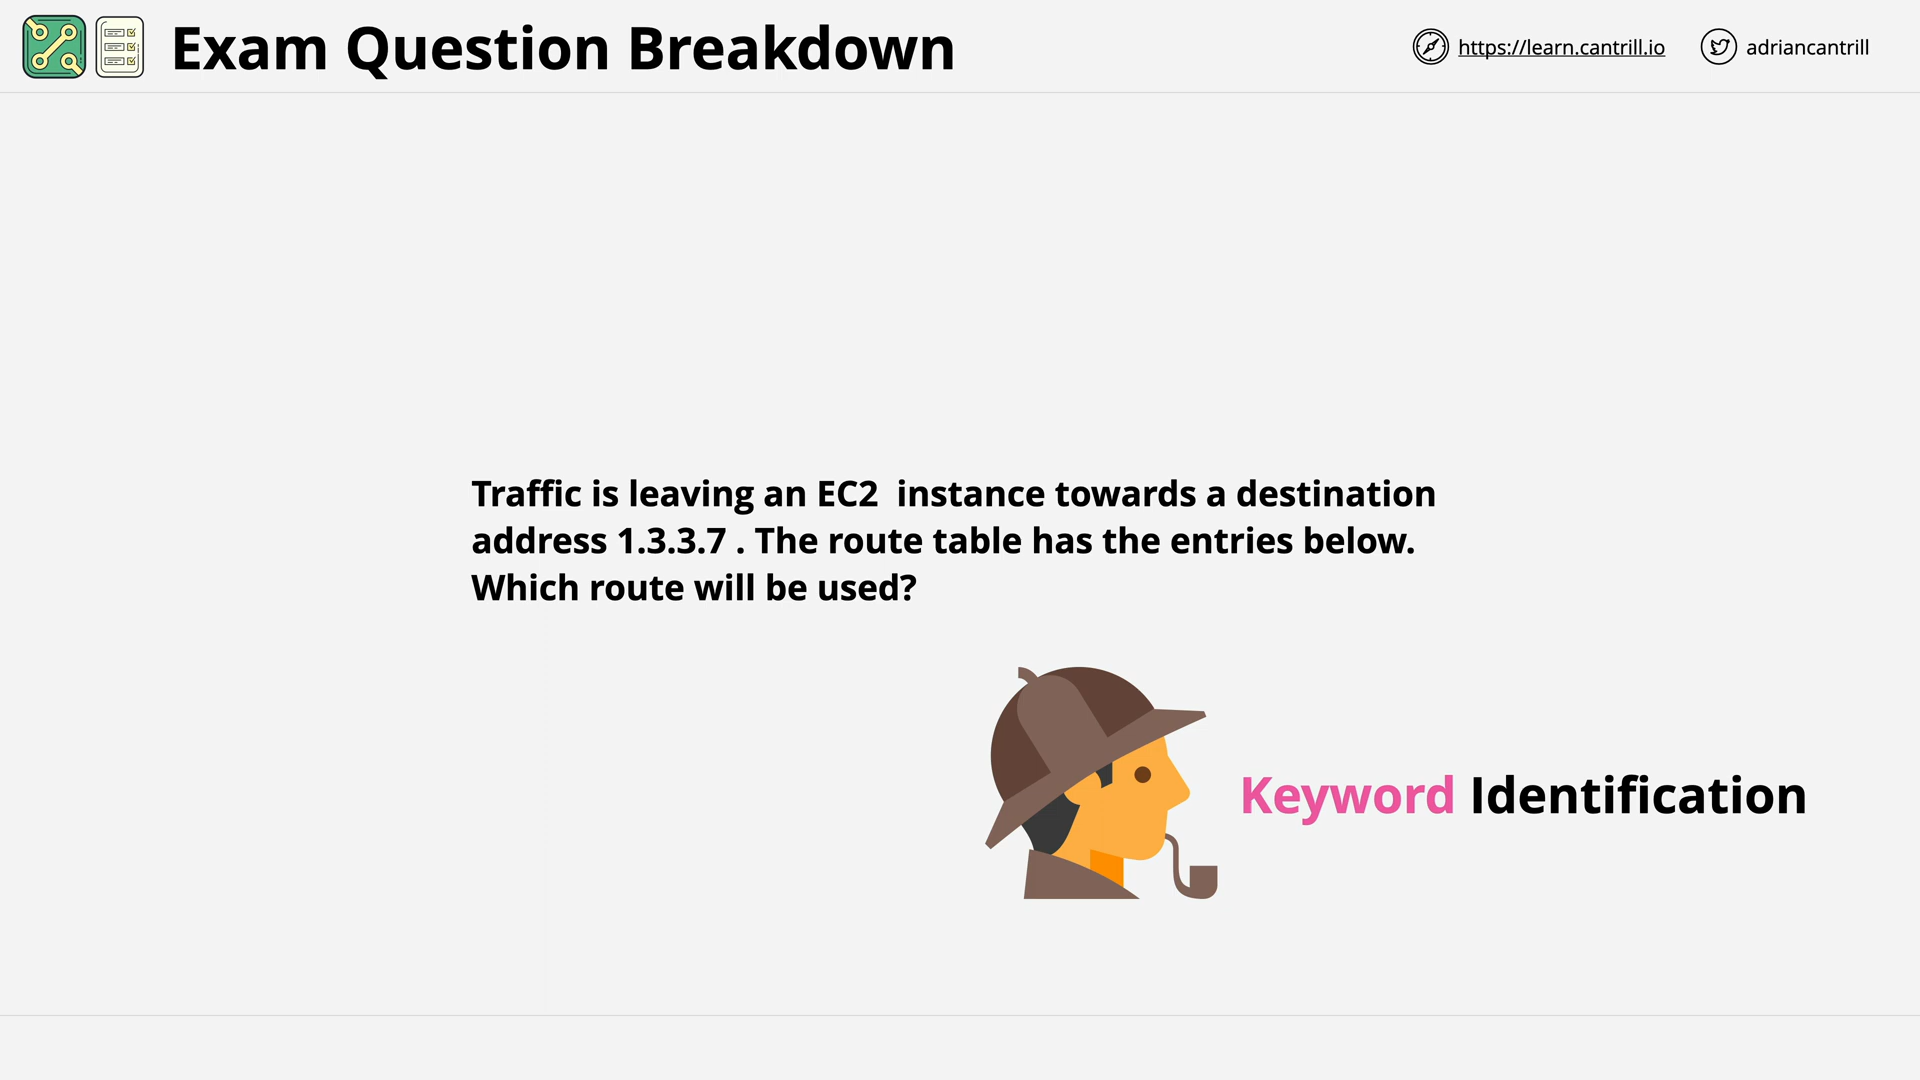 Exam Question Breakdown
https://learn.cantrill.io
adriancantrill
Traffic is leaving an EC2  instance towards a destination
address 1.3.3.7 . The route table has the entries below.
Which route will be used?
Keyword Identification